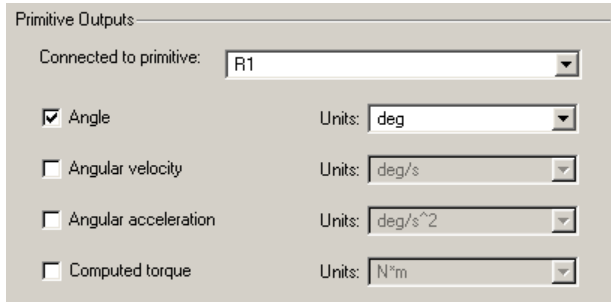 Primitive Outputs
Connected to primitive: R1
Angle Units: deg
Angular velocity Units: deg/s
Angular acceleration Units: deg/s^2
Computed torque Units: N*m